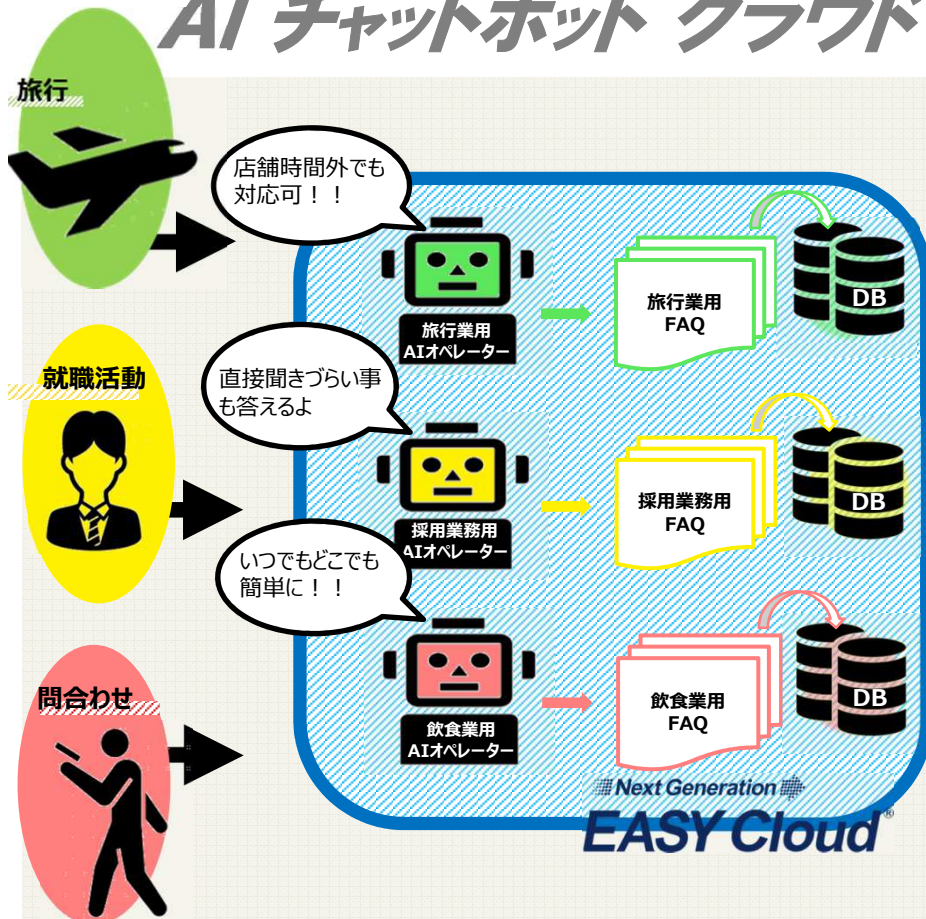 AI チャットボット クラウド
旅行
店舗時間外でも
対応可！！
旅行業用
AIオペレーター
旅行業用
FAQ
DB
就職活動
直接聞きづらい事
も答えるよ
採用業務用
AIオペレーター
採用業務用
FAQ
DB
いつでもどこでも
簡単に！！
問合わせ
飲食業用
AIオペレーター
飲食業用
FAQ
DB
Next Generation
EASY Cloud®